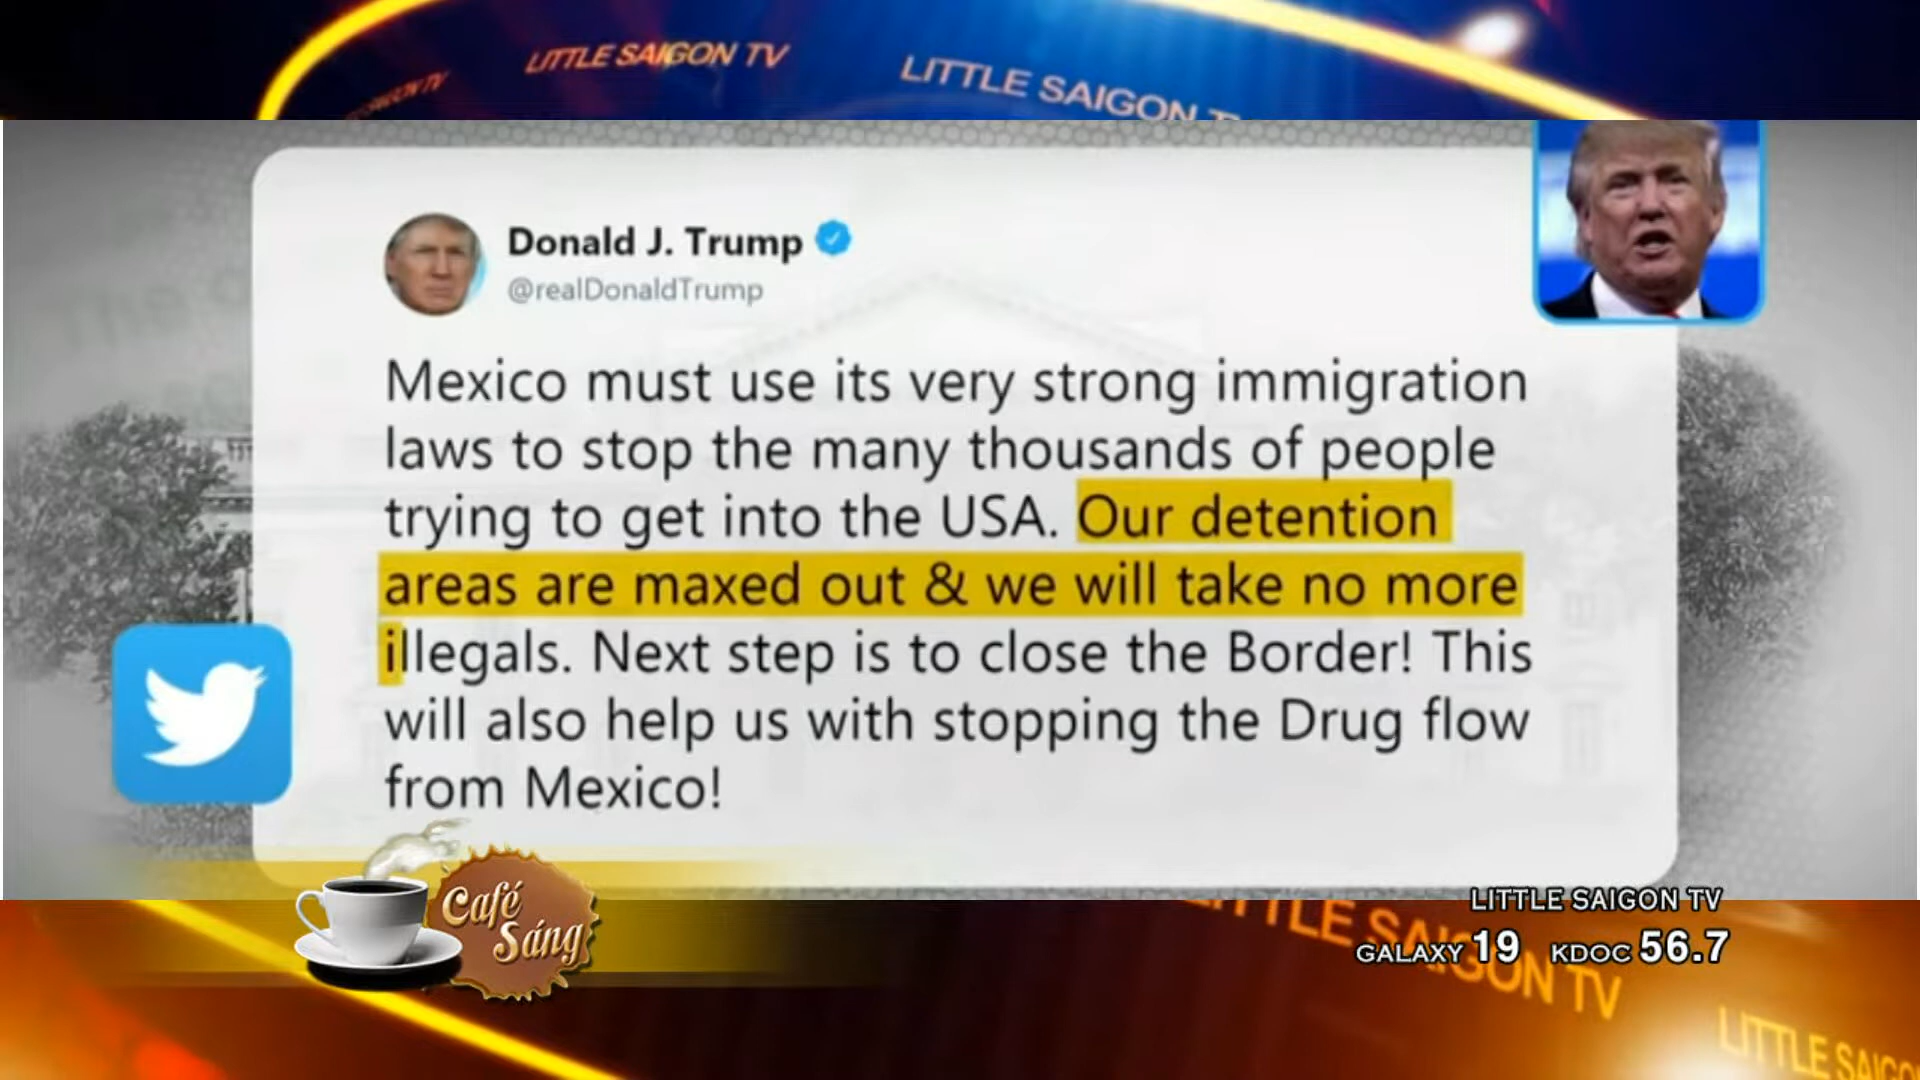 LITTLE SAIGON TV
LITTLE SAIGON TV
Donald J. Trump
@realDonaldTrump
Mexico must use its very strong immigration
laws to stop the many thousands of people
trying to get into the USA. Our detention
areas are maxed out & we will take no more
illegals. Next step is to close the Border! This
will also help us with stopping the Drug flow
from Mexico!
Café
Sáng
LITTLE SAIGON TV
GALAXY 19 KDOC 56.7
LITTLE SAIGON TV
LITTLE SAIGO